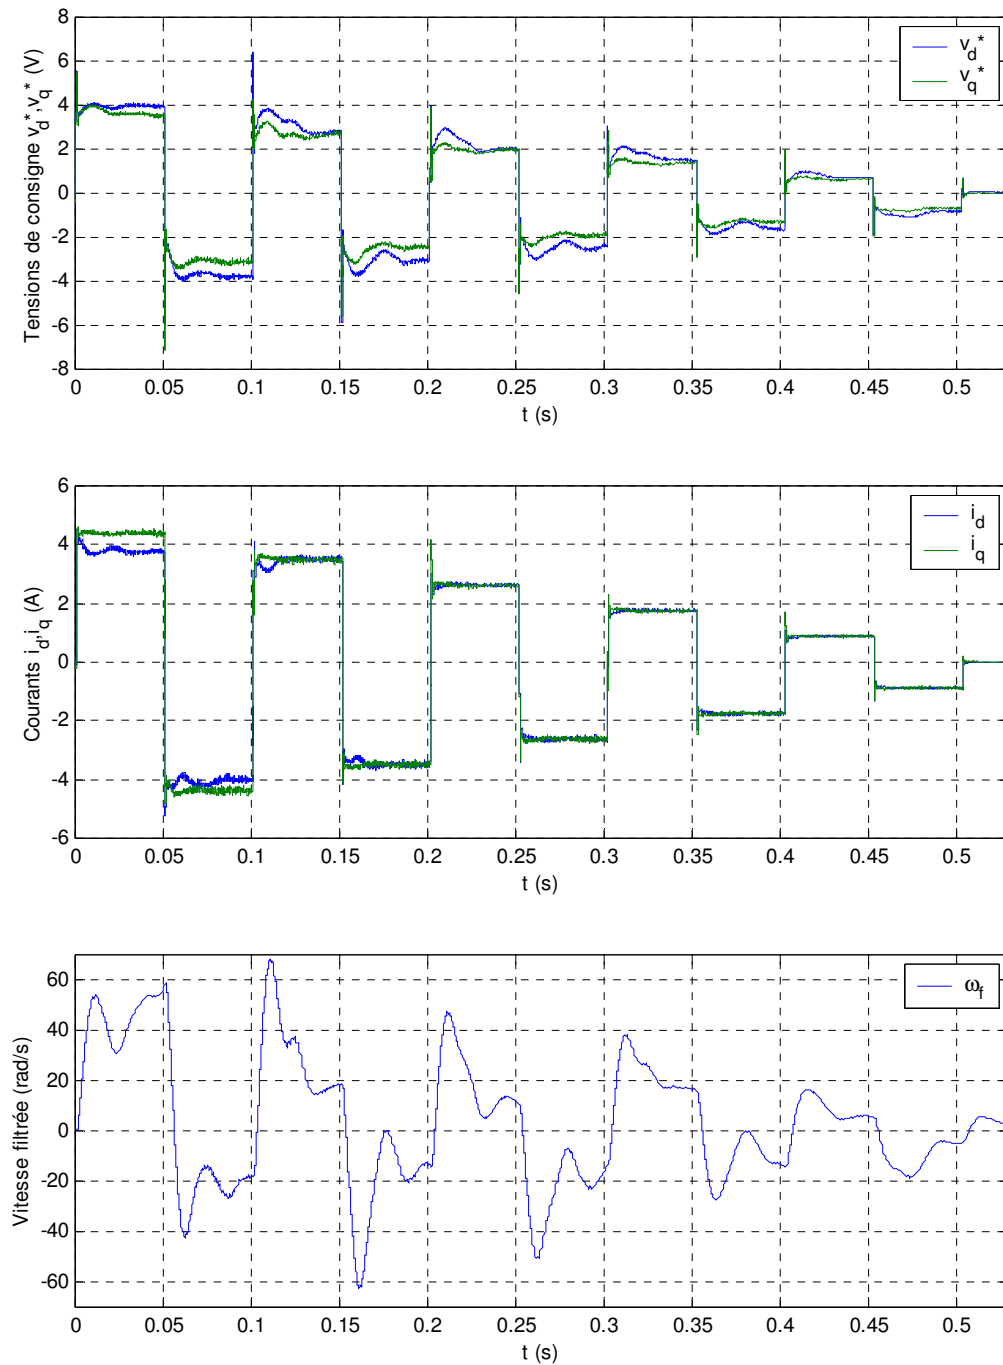 Tensions de consigne v_d*,v_q* (V)
8
6
4
2
0
-2
-4
-6
-8
v_d*
v_q*
0 0.05 0.1 0.15 0.2 0.25 0.3 0.35 0.4 0.45 0.5
t (s)
Courants i_d,i_q (A)
6
4
2
0
-2
-4
-6
i_d
i_q
0 0.05 0.1 0.15 0.2 0.25 0.3 0.35 0.4 0.45 0.5
t (s)
Vitesse filtrée (rad/s)
60
40
20
0
-20
-40
-60
ω_f
0 0.05 0.1 0.15 0.2 0.25 0.3 0.35 0.4 0.45 0.5
t (s)